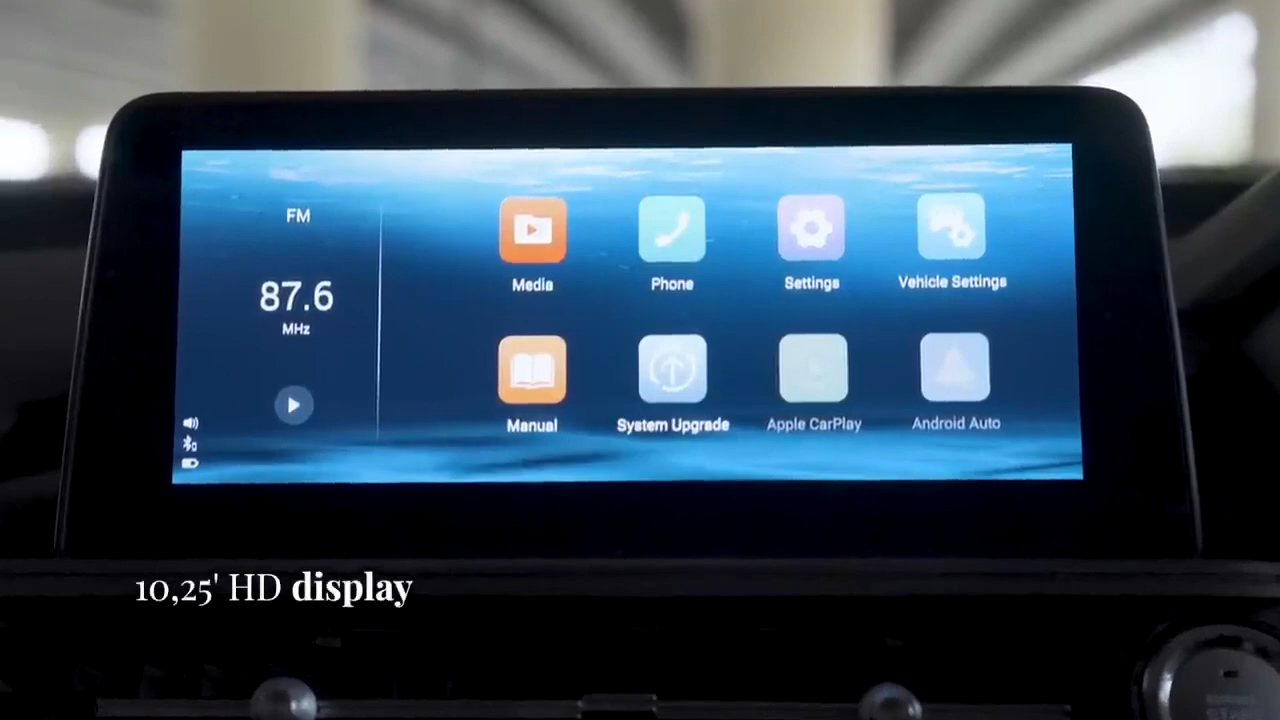 FM
87.6
MHz
Media
Phone
Settings
Vehicle Settings
Manual
System Upgrade
Apple CarPlay
Android Auto
10,25' HD display